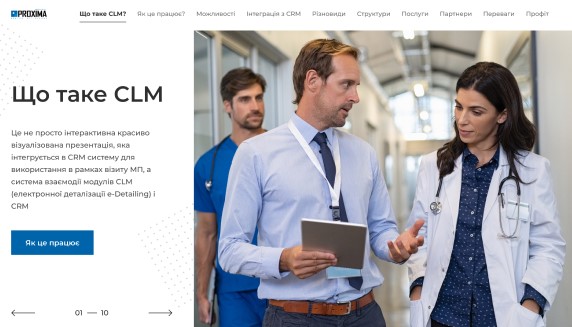 PROXIMA
Що таке CLM? Як це працює? Можливості Інтеграція з CRM Різновиди Структури Послуги Партнери Переваги Профіт
Що таке CLM
Це не просто інтерактивна красиво
візуалізована презентація, яка
інтегрується в CRM систему для
використання в рамках візиту МП, а
система взаємодії модулів CLM
(електронної деталізації e-Detailing) і
CRM
Як це працює
01 — 10